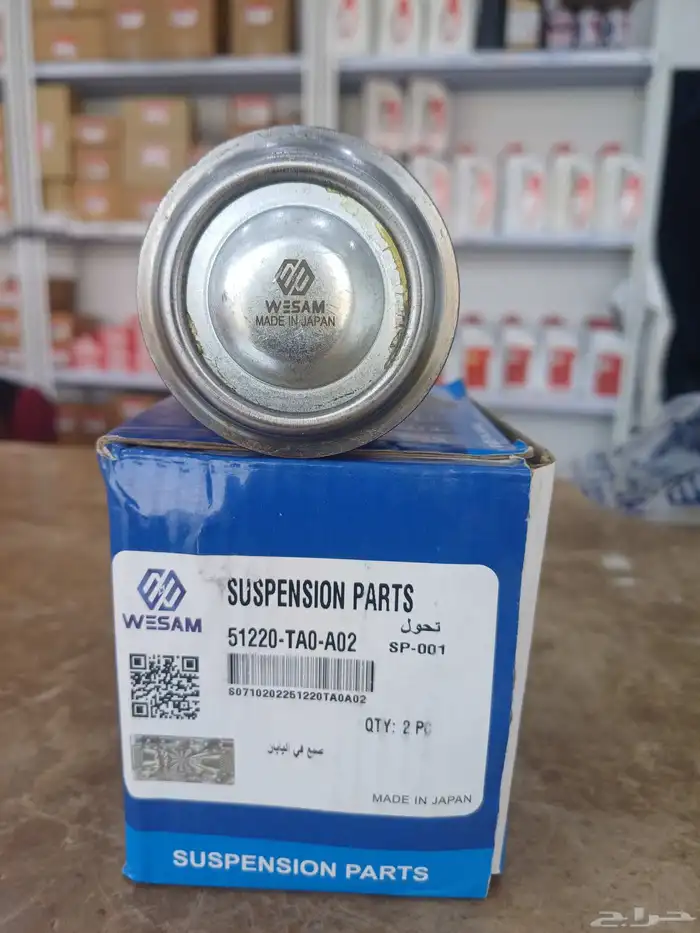 WESAM
MADE IN JAPAN
WESAM
SUSPENSION PARTS
تحول
51220-TA0-A02
SP-001
S0710202251220TA0A02
QTY: 2 PC
صنع في اليابان
MADE IN JAPAN
SUSPENSION PARTS
حراج